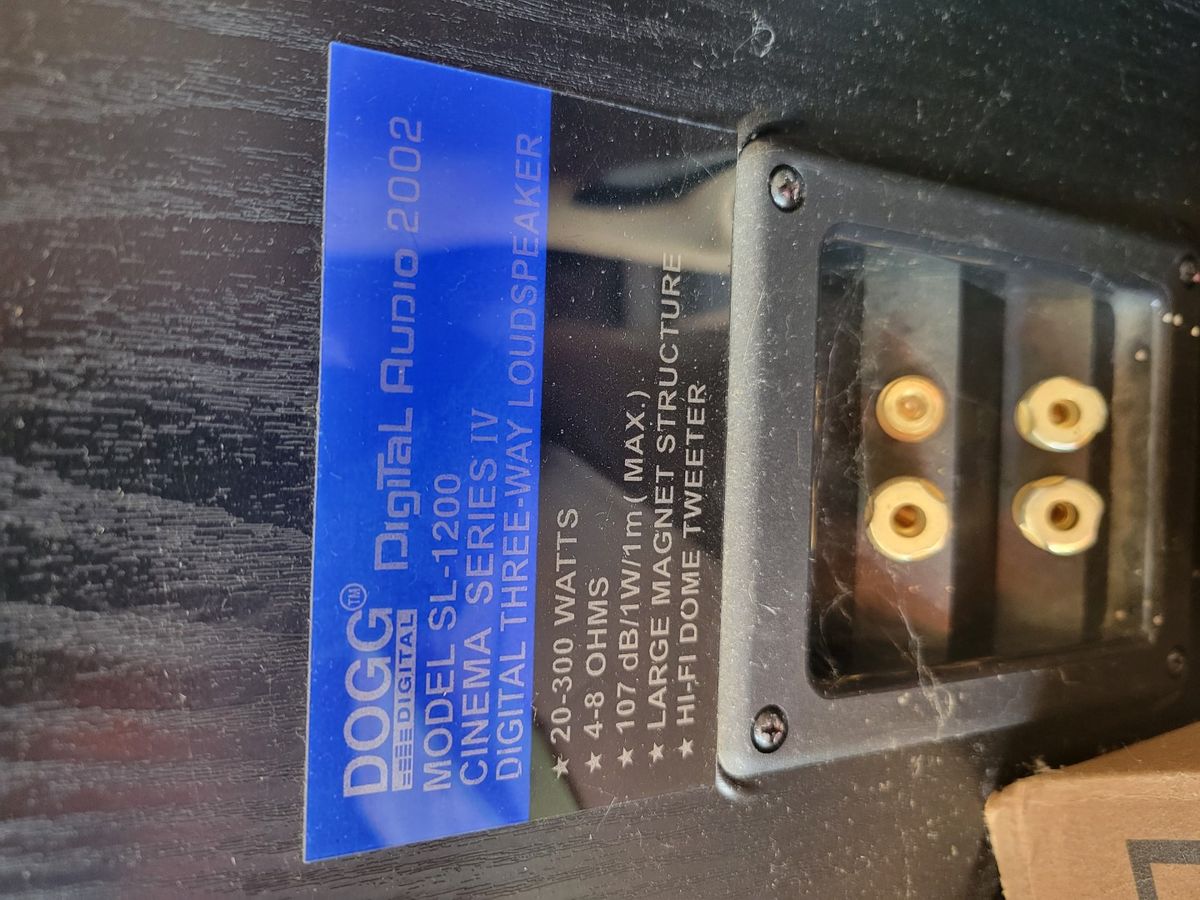 DOGG™ DigiTaL AUDIO 2002
DIGITAL
MODEL SL-1200
CINEMA SERIES IV
DIGITAL THREE-WAY LOUDSPEAKER
★ 20-300 WATTS
★ 4-8 OHMS
★ 107 dB/1W/1m( MAX.)
★ LARGE MAGNET STRUCTURE
★ HI-FI DOME TWEETER